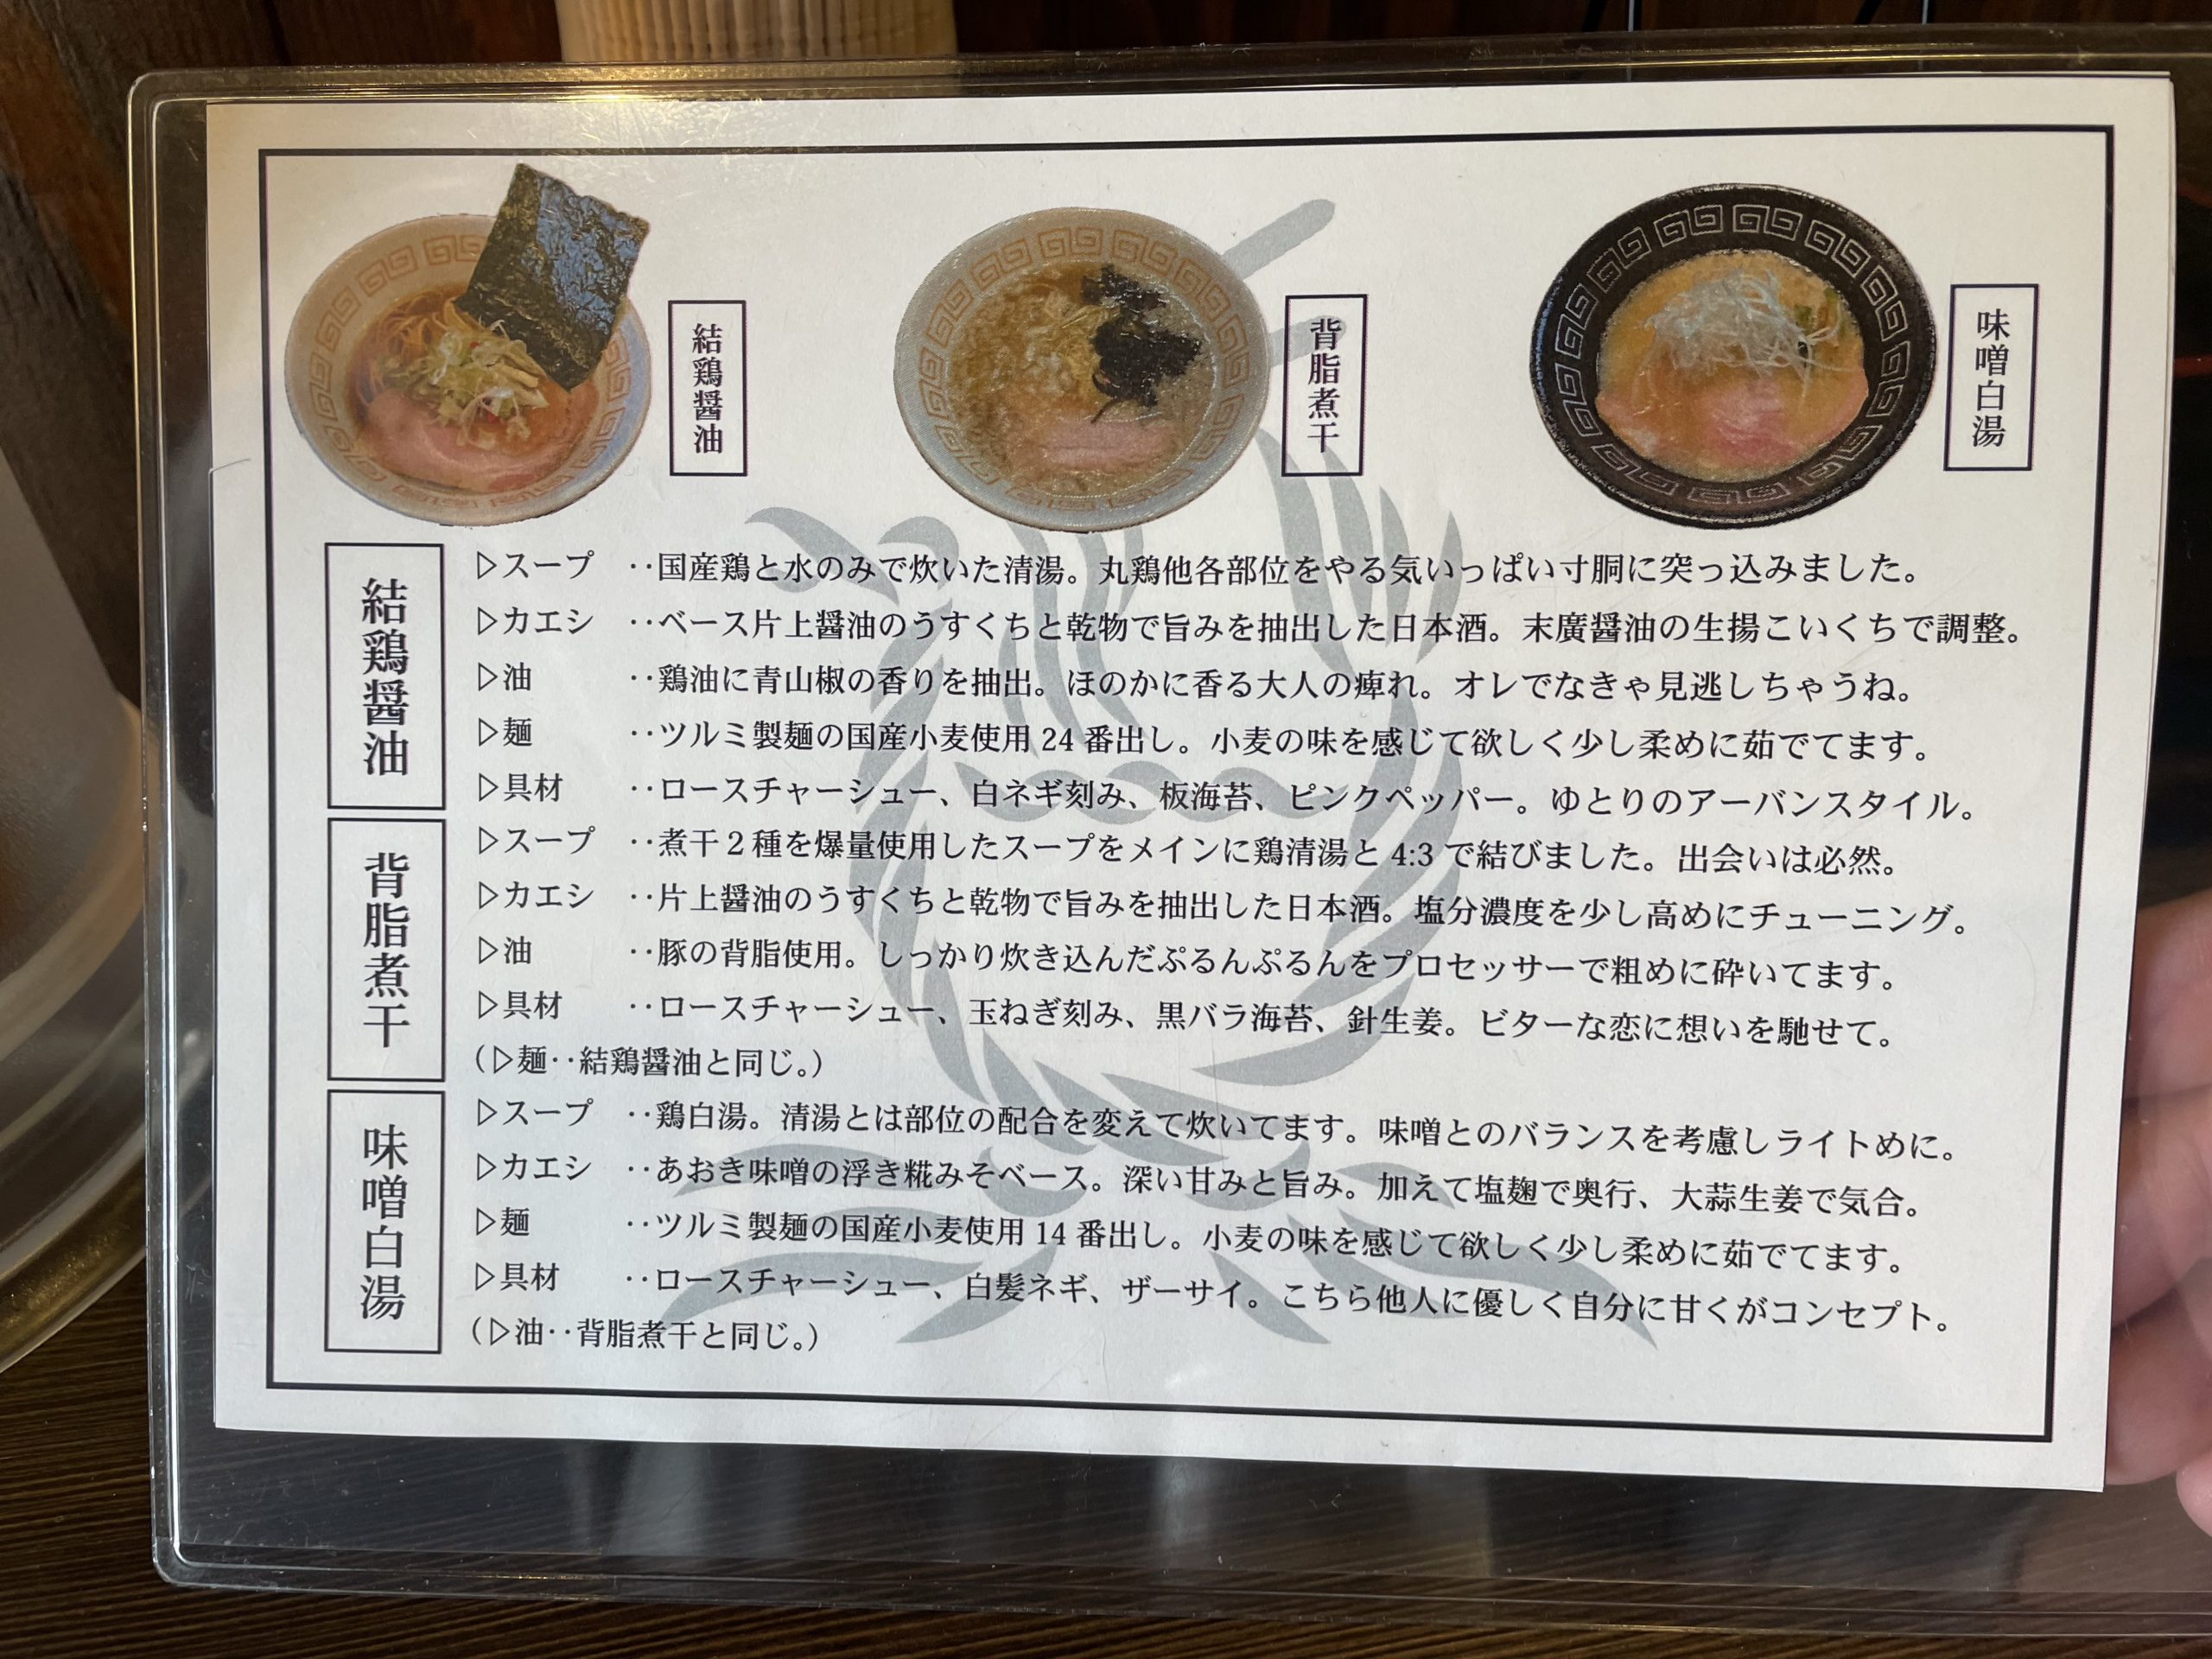 結鶏醤油
背脂煮干
味噌白湯
結鶏醤油
▷スープ ‥国産鶏と水のみで炊いた清湯。丸鶏他各部位をやる気いっぱい寸胴に突っ込みました。
▷カエシ ‥ベース片上醤油のうすくちと乾物で旨みを抽出した日本酒。末廣醤油の生揚こいくちで調整。
▷油 ‥鶏油に青山椒の香りを抽出。ほのかに香る大人の痺れ。オレでなきゃ見逃しちゃうね。
▷麺 ‥ツルミ製麺の国産小麦使用 24 番出し。小麦の味を感じて欲しく少し柔めに茹でてます。
▷具材 ‥ロースチャーシュー、白ネギ刻み、板海苔、ピンクペッパー。ゆとりのアーバンスタイル。
背脂煮干
▷スープ ‥煮干２種を爆量使用したスープをメインに鶏清湯と 4:3 で結びました。出会いは必然。
▷カエシ ‥片上醤油のうすくちと乾物で旨みを抽出した日本酒。塩分濃度を少し高めにチューニング。
▷油 ‥豚の背脂使用。しっかり炊き込んだぷるんぷるんをプロセッサーで粗めに砕いてます。
▷具材 ‥ロースチャーシュー、玉ねぎ刻み、黒バラ海苔、針生姜。ビターな恋に想いを馳せて。
（▷麺‥結鶏醤油と同じ。）
味噌白湯
▷スープ ‥鶏白湯。清湯とは部位の配合を変えて炊いてます。味噌とのバランスを考慮しライトめに。
▷カエシ ‥あおき味噌の浮き糀みそベース。深い甘みと旨み。加えて塩麹で奥行、大蒜生姜で気合。
▷麺 ‥ツルミ製麺の国産小麦使用 14 番出し。小麦の味を感じて欲しく少し柔めに茹でてます。
▷具材 ‥ロースチャーシュー、白髪ネギ、ザーサイ。こちら他人に優しく自分に甘くがコンセプト。
（▷油‥背脂煮干と同じ。）